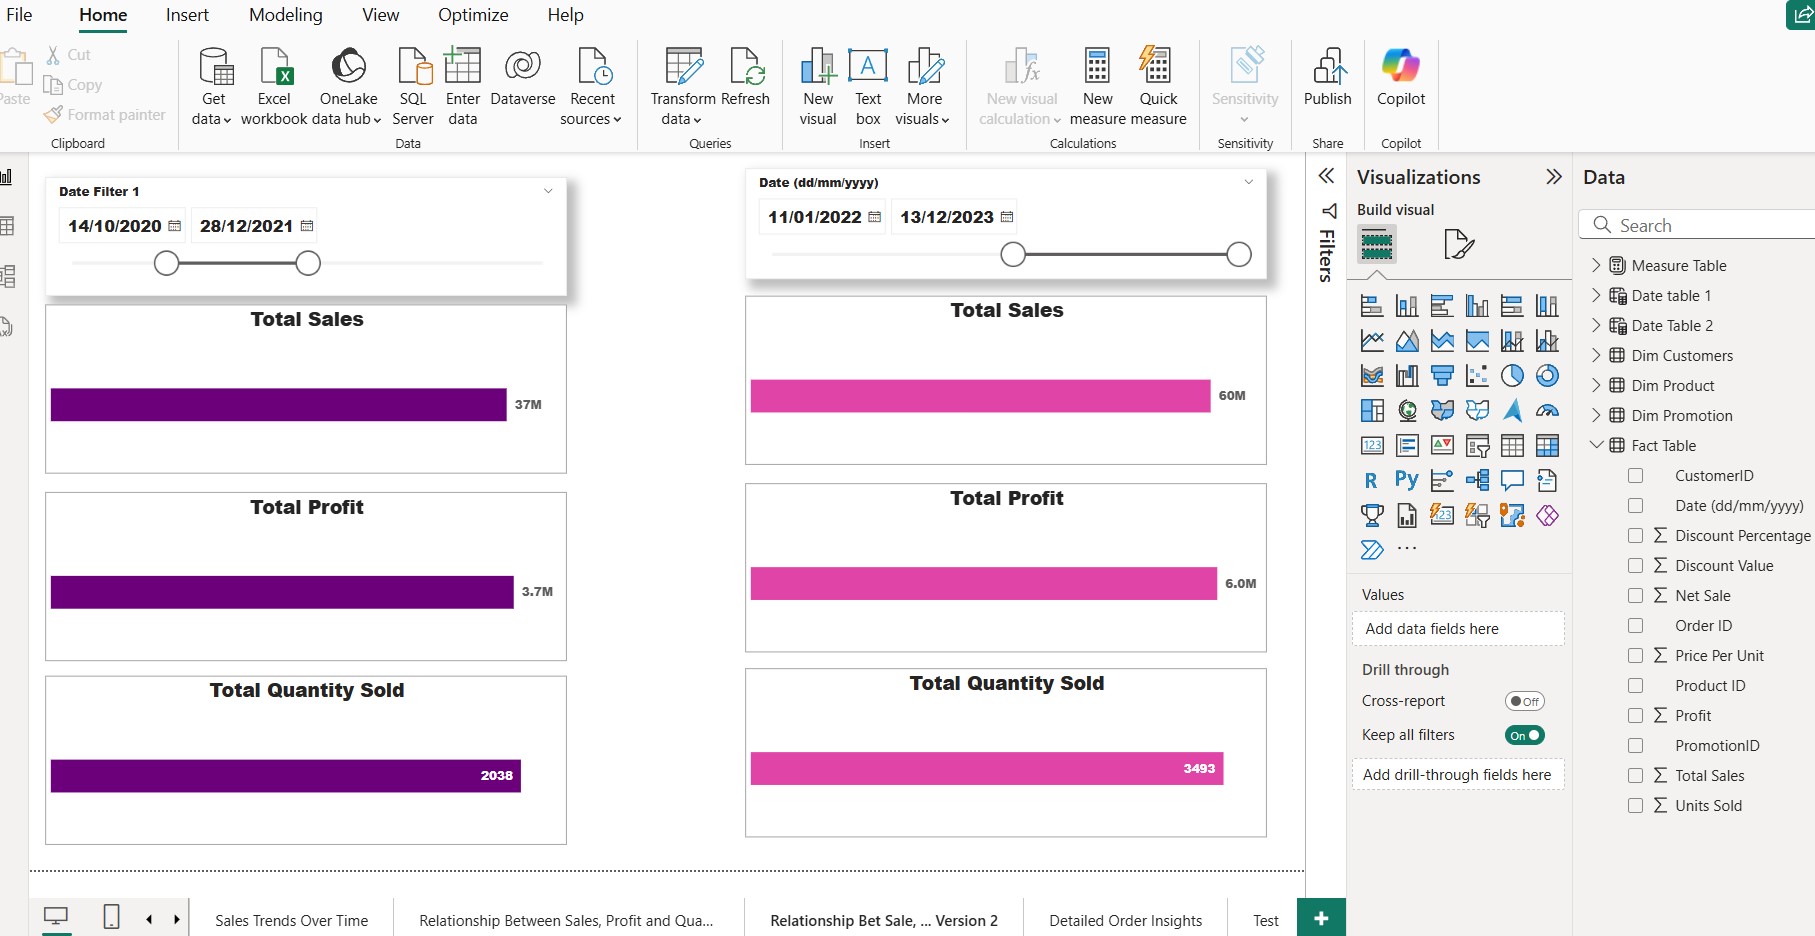 File Home Insert Modeling View Optimize Help
Cut
Copy
Format painter
Paste
Clipboard
Get data
Excel workbook
OneLake data hub
SQL Server
Enter data
Dataverse
Recent sources
Data
Transform data
Refresh
Queries
New visual
Text box
More visuals
Insert
New visual calculation
New measure
Quick measure
Calculations
Sensitivity
Sensitivity
Publish
Share
Copilot
Copilot
Date Filter 1
14/10/2020 28/12/2021
Total Sales
37M
Total Profit
3.7M
Total Quantity Sold
2038
Date (dd/mm/yyyy)
11/01/2022 13/12/2023
Total Sales
60M
Total Profit
6.0M
Total Quantity Sold
3493
Filters
Visualizations
Build visual
123
R Py
123
Values
Add data fields here
Drill through
Cross-report Off
Keep all filters On
Add drill-through fields here
Data
Search
Measure Table
Date table 1
Date Table 2
Dim Customers
Dim Product
Dim Promotion
Fact Table
CustomerID
Date (dd/mm/yyyy)
Discount Percentage
Discount Value
Net Sale
Order ID
Price Per Unit
Product ID
Profit
PromotionID
Total Sales
Units Sold
Sales Trends Over Time
Relationship Between Sales, Profit and Qua...
Relationship Bet Sale, ... Version 2
Detailed Order Insights
Test